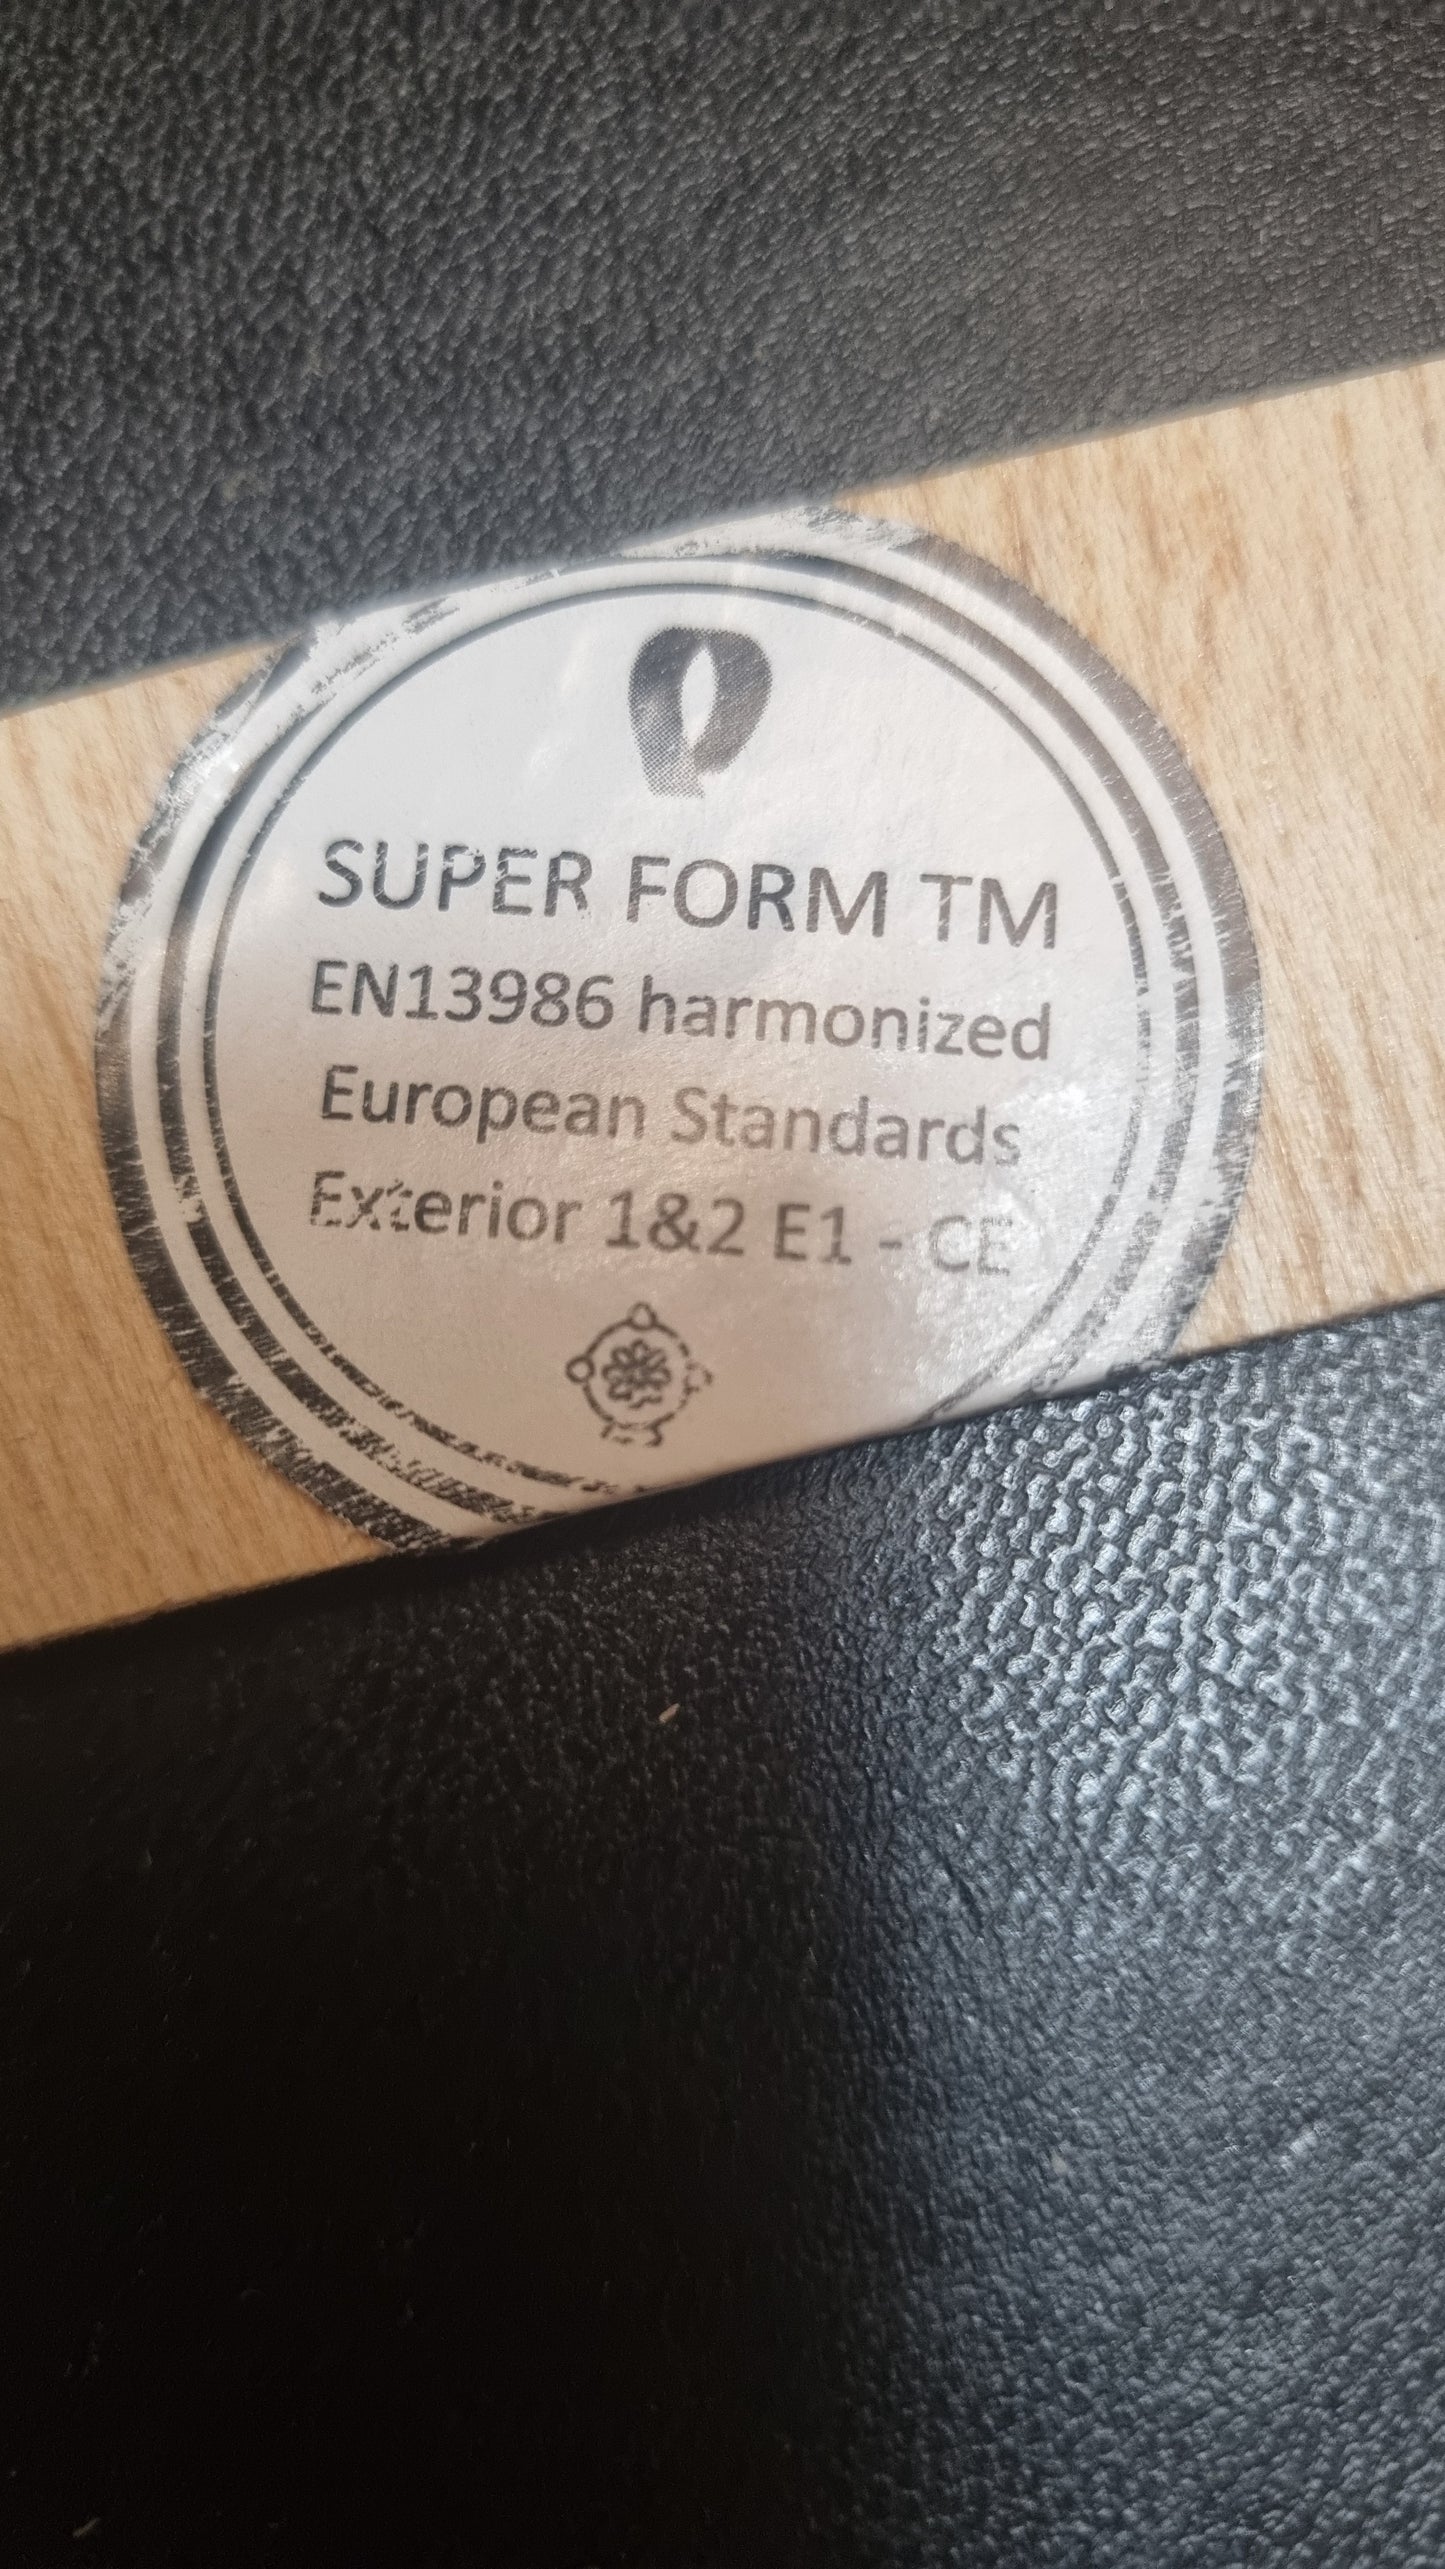 SUPER FORM TM
EN13986 harmonized
European Standards
Exterior 1&2 E1 - CE